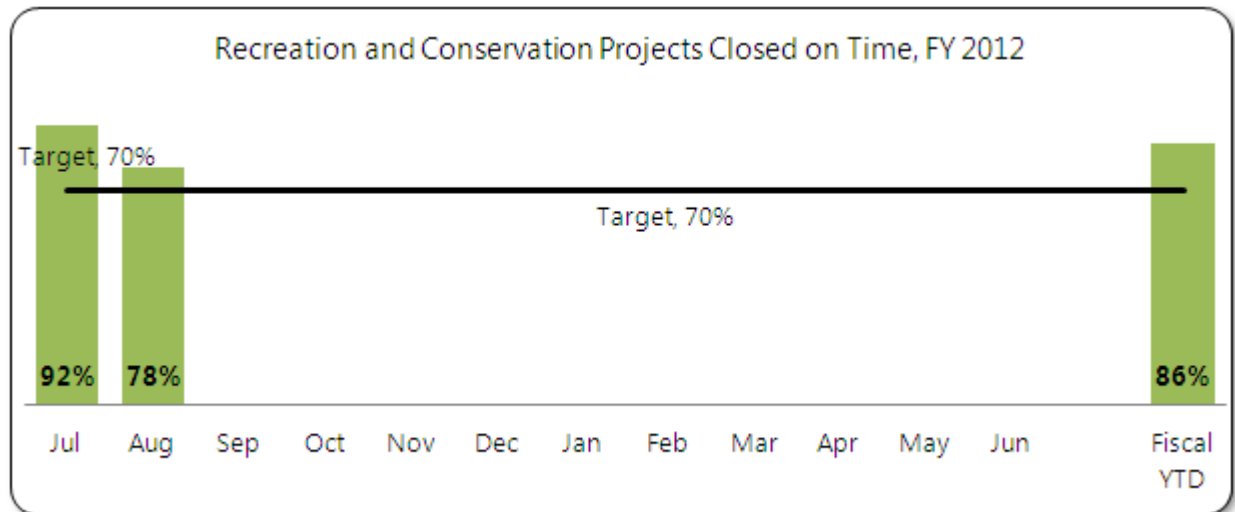 Recreation and Conservation Projects Closed on Time, FY 2012
Target, 70%
Target, 70%
92% 78% 86%
Jul Aug Sep Oct Nov Dec Jan Feb Mar Apr May Jun Fiscal
YTD